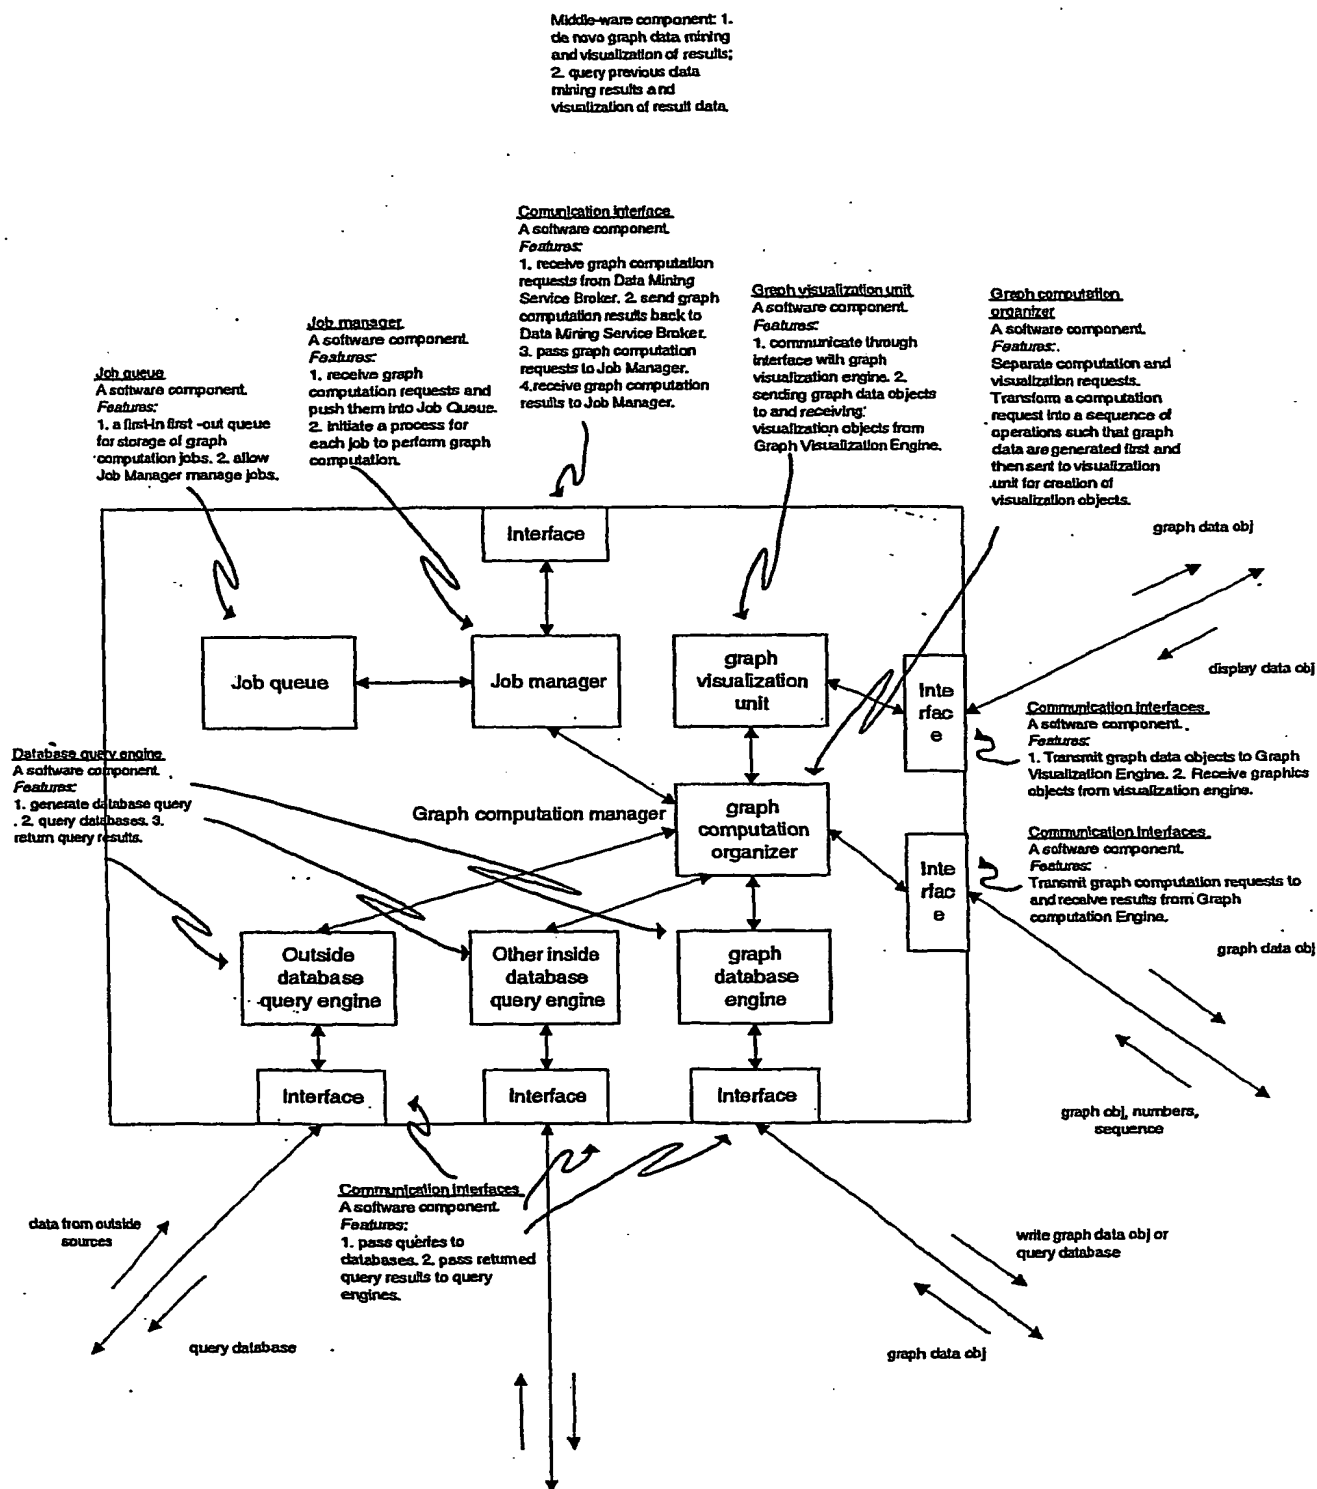 Middle-ware component: 1.
de novo graph data mining
and visualization of results;
2. query previous data
mining results and
visualization of result data.
Comunication interface
A software component.
Features:
1. receive graph computation
requests from Data Mining
Service Broker. 2. send graph
computation results back to
Data Mining Service Broker.
3. pass graph computation
requests to Job Manager.
4.receive graph computation
results to Job Manager.
Graph visualization unit
A software component.
Features:
1. communicate through
interface with graph
visualization engine. 2.
sending graph data objects
to and receiving
visualization objects from
Graph Visualization Engine.
Graph computation
organizer
A software component.
Features:
Separate computation and
visualization requests.
Transform a computation
request into a sequence of
operations such that graph
data are generated first and
then sent to visualization
unit for creation of
visualization objects.
Job manager
A software component.
Features:
1. receive graph
computation requests and
push them into Job Queue.
2. initiate a process for
each job to perform graph
computation.
Job queue
A software component.
Features:
1. a first-in first -out queue
for storage of graph
computation jobs. 2. allow
Job Manager manage jobs.
Interface
graph data obj
Job queue
Job manager
graph
visualization
unit
Inte
rfac
e
display data obj
Communication interfaces
A software component.
Features:
1. Transmit graph data objects to Graph
Visualization Engine. 2. Receive graphics
objects from visualization engine.
Database query engine
A software component.
Features:
1. generate database query
. 2. query databases. 3.
return query results.
Graph computation manager
graph
computation
organizer
Inte
rfac
e
Communication interfaces
A software component.
Features:
Transmit graph computation requests to
and receive results from Graph
computation Engine.
graph data obj
Outside
database
query engine
Other inside
database
query engine
graph
database
engine
Interface
Interface
Interface
graph obj, numbers,
sequence
Communication interfaces
A software component.
Features:
1. pass queries to
databases. 2. pass returned
query results to query
engines.
data from outside
sources
query database
write graph data obj or
query database
graph data obj